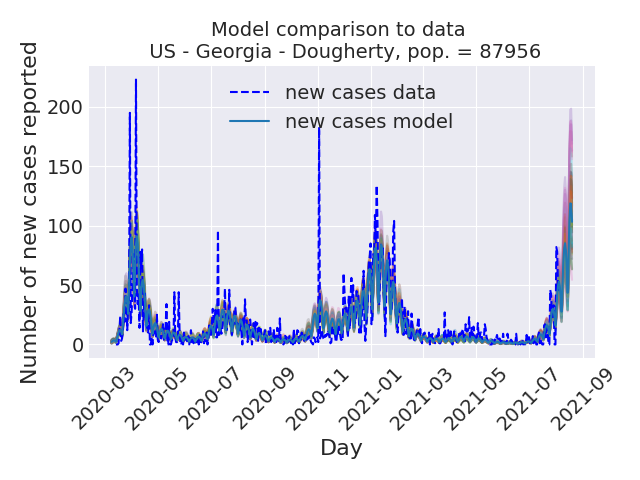 Model comparison to data
US - Georgia - Dougherty, pop. = 87956
Number of new cases reported
200
150
100
50
0
new cases data
new cases model
2020-03
2020-05
2020-07
2020-09
2020-11
2021-01
2021-03
2021-05
2021-07
2021-09
Day